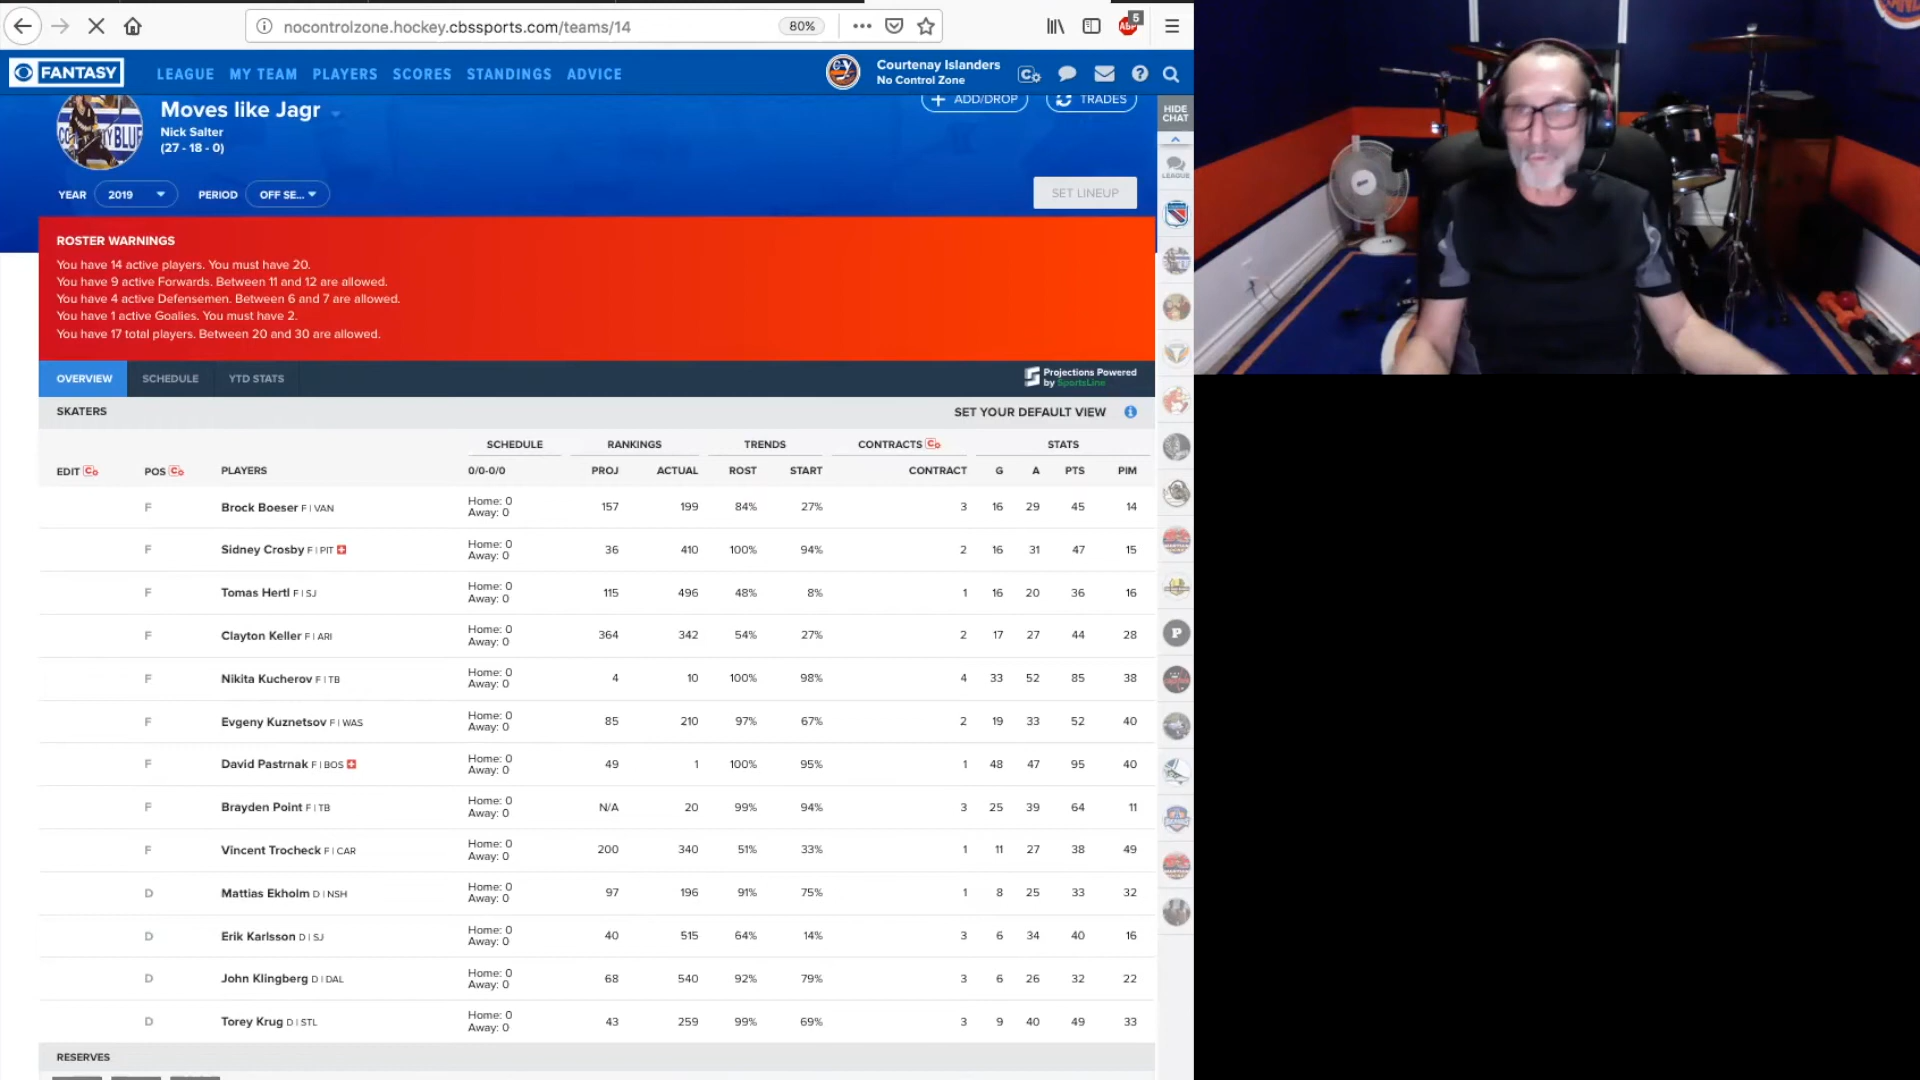 nocontrolzone.hockey.cbssports.com/teams/14
80%
5
ABP
FANTASY
LEAGUE MY TEAM PLAYERS SCORES STANDINGS ADVICE
Courtenay Islanders
No Control Zone
Moves like Jagr
Nick Salter
(27 - 18 - 0)
ADD/DROP
TRADES
HIDE
CHAT
LEAGUE
YEAR 2019 PERIOD OFF SE...
SET LINEUP
ROSTER WARNINGS
You have 14 active players. You must have 20.
You have 9 active Forwards. Between 11 and 12 are allowed.
You have 4 active Defensemen. Between 6 and 7 are allowed.
You have 1 active Goalies. You must have 2.
You have 17 total players. Between 20 and 30 are allowed.
OVERVIEW SCHEDULE YTD STATS
Projections Powered
by SportsLine
SKATERS
SET YOUR DEFAULT VIEW
SCHEDULE RANKINGS TRENDS CONTRACTS STATS
EDIT POS PLAYERS 0/0-0/0 PROJ ACTUAL ROST START CONTRACT G A PTS PIM
F Brock Boeser F | VAN Home: 0 Away: 0 157 199 84% 27% 3 16 29 45 14
F Sidney Crosby F | PIT Home: 0 Away: 0 36 410 100% 94% 2 16 31 47 15
F Tomas Hertl F | SJ Home: 0 Away: 0 115 496 48% 8% 1 16 20 36 16
F Clayton Keller F | ARI Home: 0 Away: 0 364 342 54% 27% 2 17 27 44 28
F Nikita Kucherov F | TB Home: 0 Away: 0 4 10 100% 98% 4 33 52 85 38
F Evgeny Kuznetsov F | WAS Home: 0 Away: 0 85 210 97% 67% 2 19 33 52 40
F David Pastrnak F | BOS Home: 0 Away: 0 49 1 100% 95% 1 48 47 95 40
F Brayden Point F | TB Home: 0 Away: 0 N/A 20 99% 94% 3 25 39 64 11
F Vincent Trocheck F | CAR Home: 0 Away: 0 200 340 51% 33% 1 11 27 38 49
D Mattias Ekholm D | NSH Home: 0 Away: 0 97 196 91% 75% 1 8 25 33 32
D Erik Karlsson D | SJ Home: 0 Away: 0 40 515 64% 14% 3 6 34 40 16
D John Klingberg D | DAL Home: 0 Away: 0 68 540 92% 79% 3 6 26 32 22
D Torey Krug D | STL Home: 0 Away: 0 43 259 99% 69% 3 9 40 49 33
RESERVES